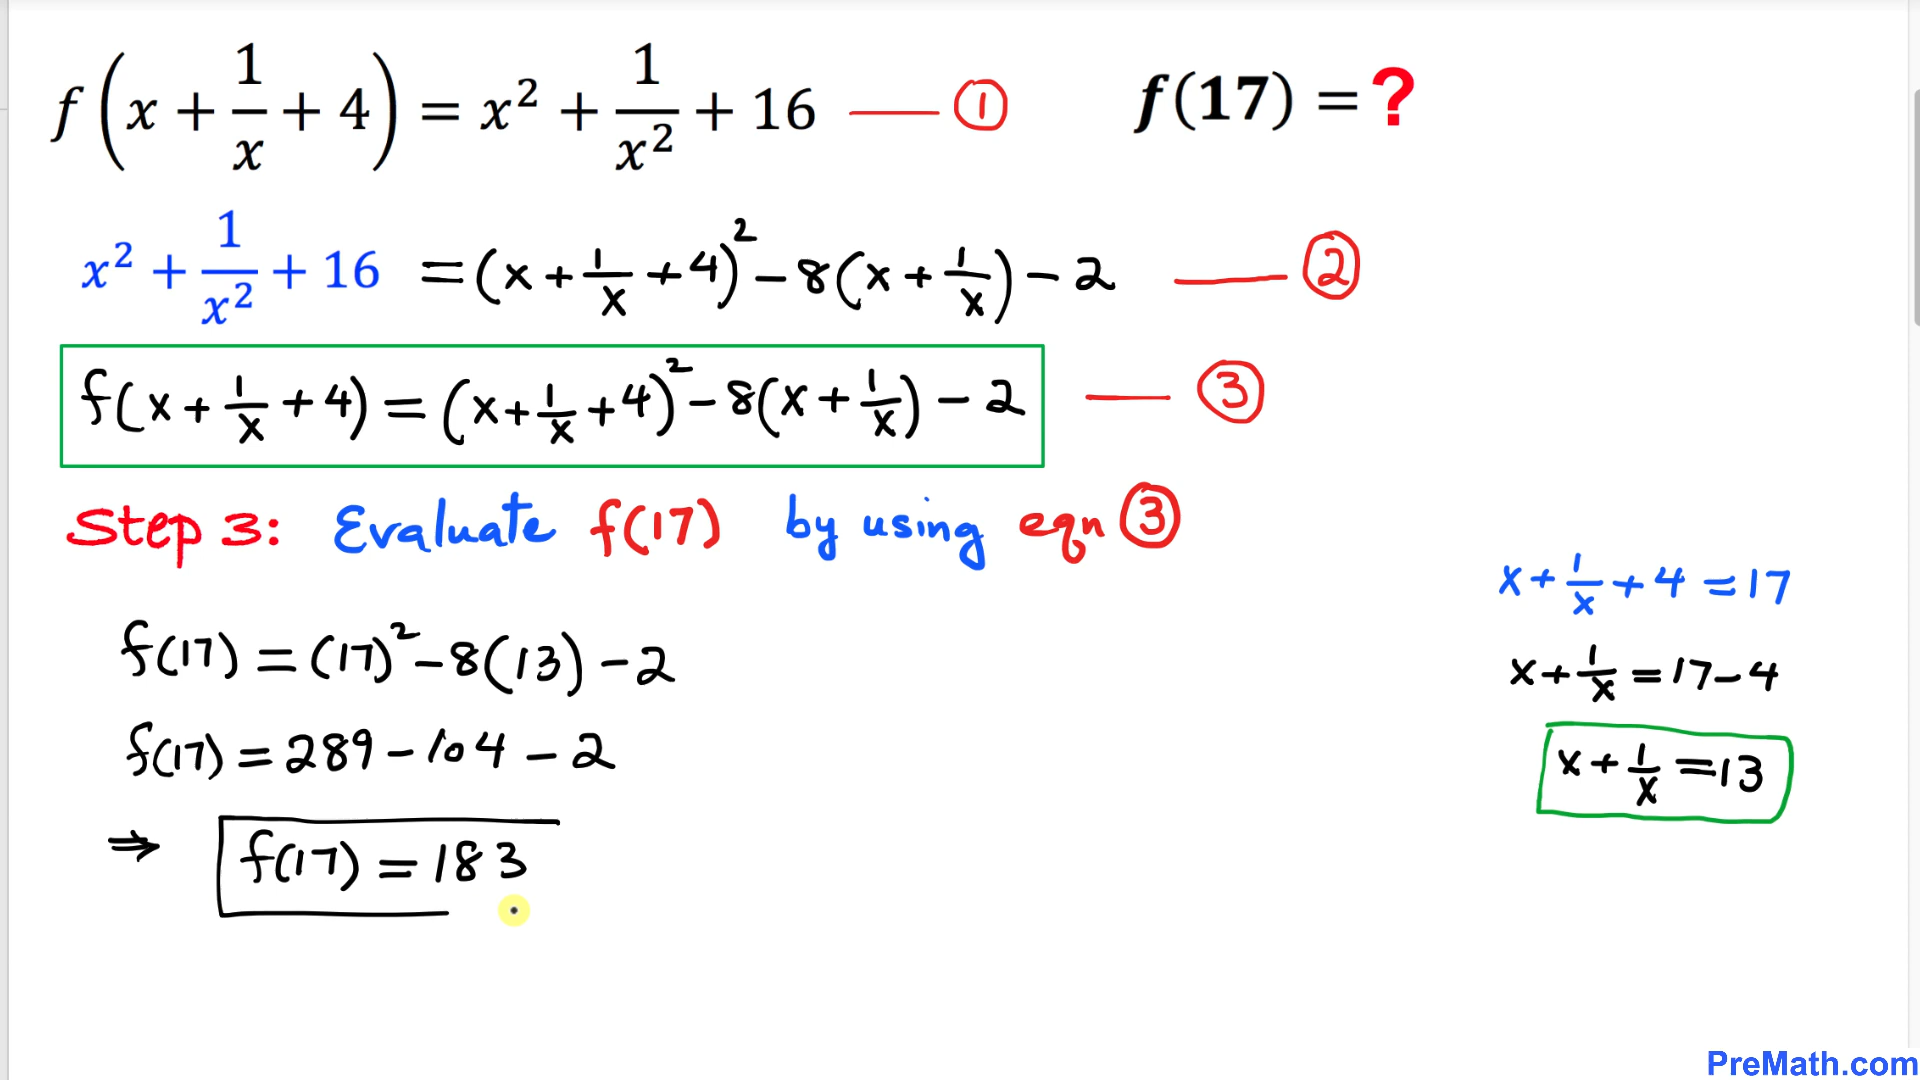 f(x + 1/x + 4) = x² + 1/x² + 16 — ①
f(17) = ?
x² + 1/x² + 16 = (x + 1/x + 4)² − 8(x + 1/x) − 2 — ②
f(x + 1/x + 4) = (x + 1/x + 4)² − 8(x + 1/x) − 2 — ③
Step 3: Evaluate f(17) by using eqn ③
x + 1/x + 4 = 17
f(17) = (17)² − 8(13) − 2
x + 1/x = 17 − 4
f(17) = 289 − 104 − 2
x + 1/x = 13
⇒ f(17) = 183
PreMath.com